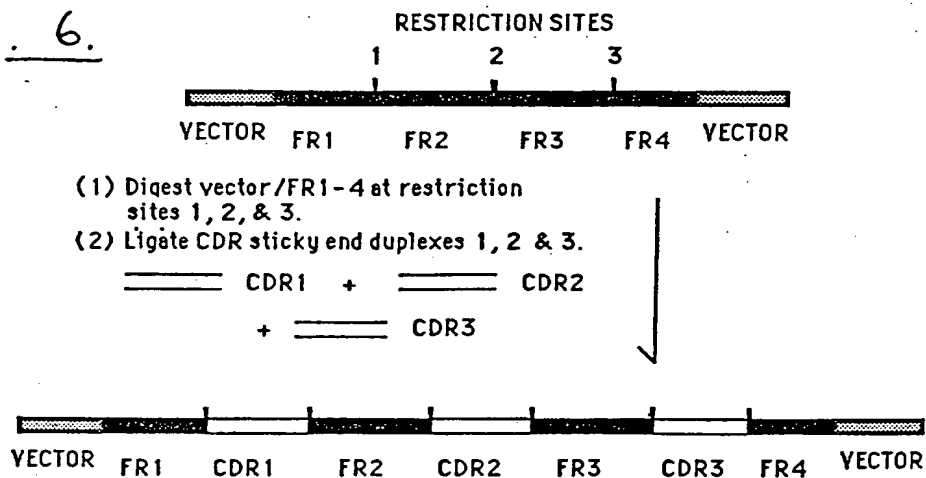 . 6.
RESTRICTION SITES
1 2 3
VECTOR FR1 FR2 FR3 FR4 VECTOR
(1) Digest vector/FR1-4 at restriction
sites 1, 2, & 3.
(2) Ligate CDR sticky end duplexes 1, 2 & 3.
CDR1 + CDR2
+ CDR3
VECTOR FR1 CDR1 FR2 CDR2 FR3 CDR3 FR4 VECTOR